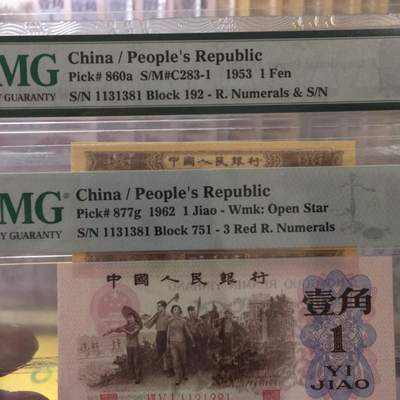 MG China / People's Republic
Pick# 860a S/M#C283-1 1953 1 Fen
Y GUARANTY S/N 1131381 Block 192 - R. Numerals & S/N
中國人民銀行
MG China / People's Republic
Pick# 877g 1962 1 Jiao - Wmk: Open Star
Y GUARANTY S/N 1131381 Block 751 - 3 Red R. Numerals
中國人民銀行
壹角
1
YI
JIAO